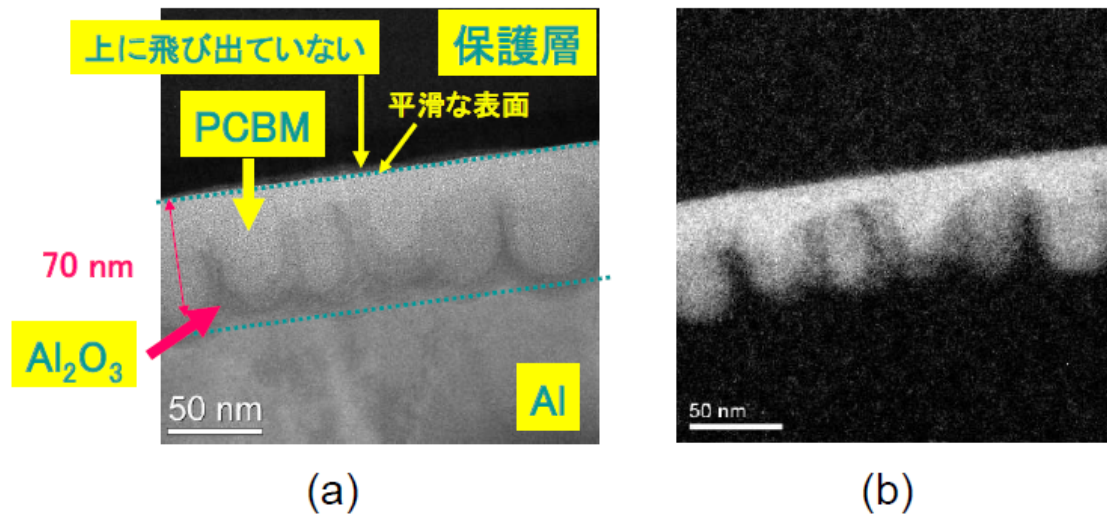 上に飛び出ていない
保護層
平滑な表面
PCBM
70 nm
Al₂O₃
Al
50 nm
50 nm
(a)
(b)